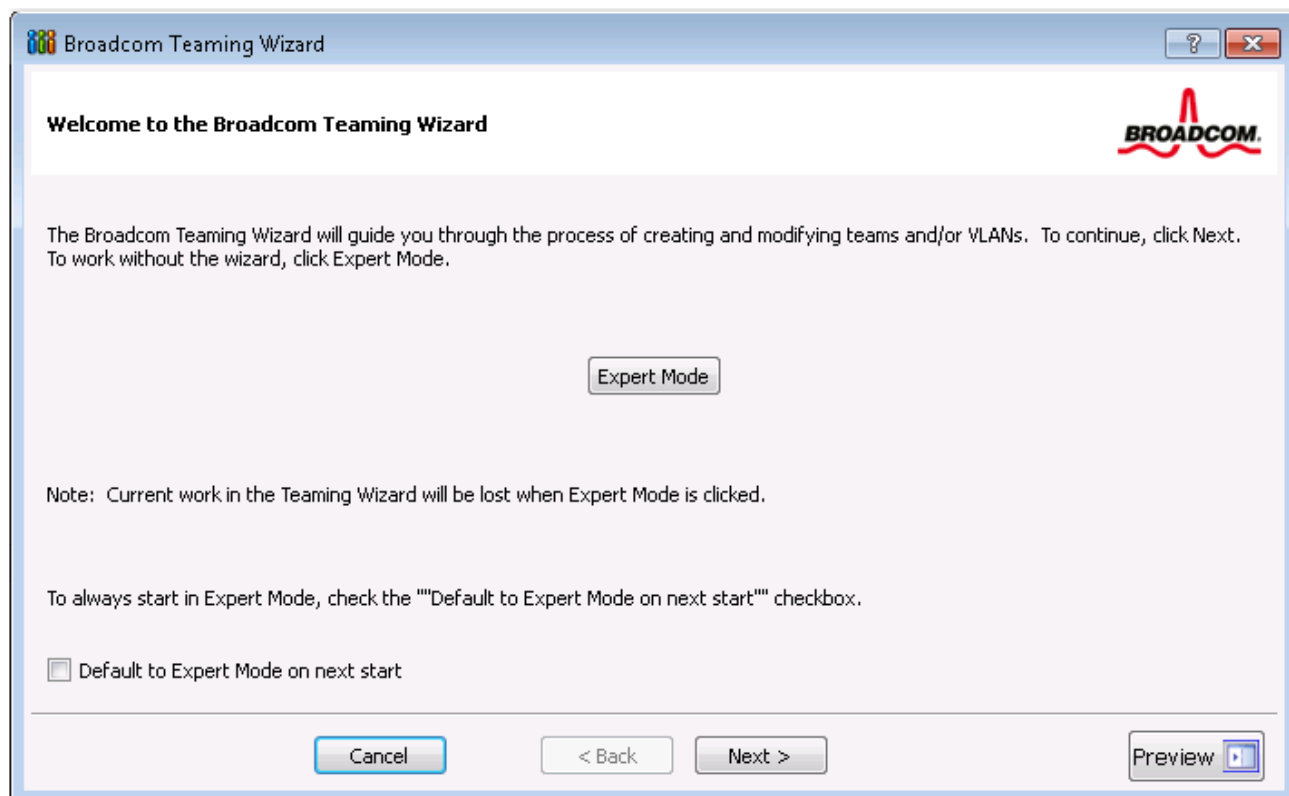 Broadcom Teaming Wizard
?
Welcome to the Broadcom Teaming Wizard
BROADCOM.
The Broadcom Teaming Wizard will guide you through the process of creating and modifying teams and/or VLANs.  To continue, click Next.
To work without the wizard, click Expert Mode.
Expert Mode
Note:  Current work in the Teaming Wizard will be lost when Expert Mode is clicked.
To always start in Expert Mode, check the ""Default to Expert Mode on next start"" checkbox.
Default to Expert Mode on next start
Cancel
< Back
Next >
Preview